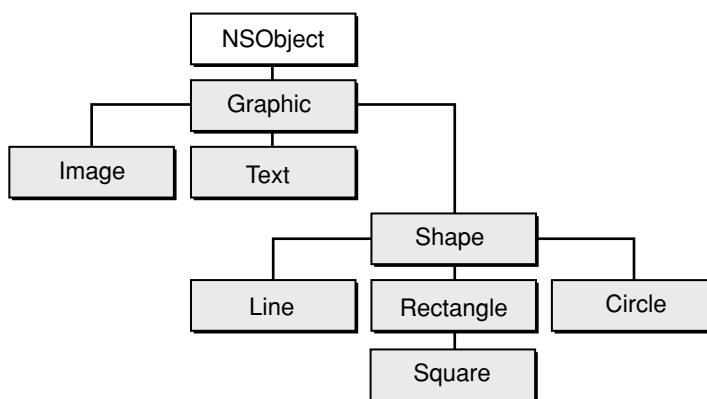 NSObject
Graphic
Image
Text
Shape
Line
Rectangle
Circle
Square